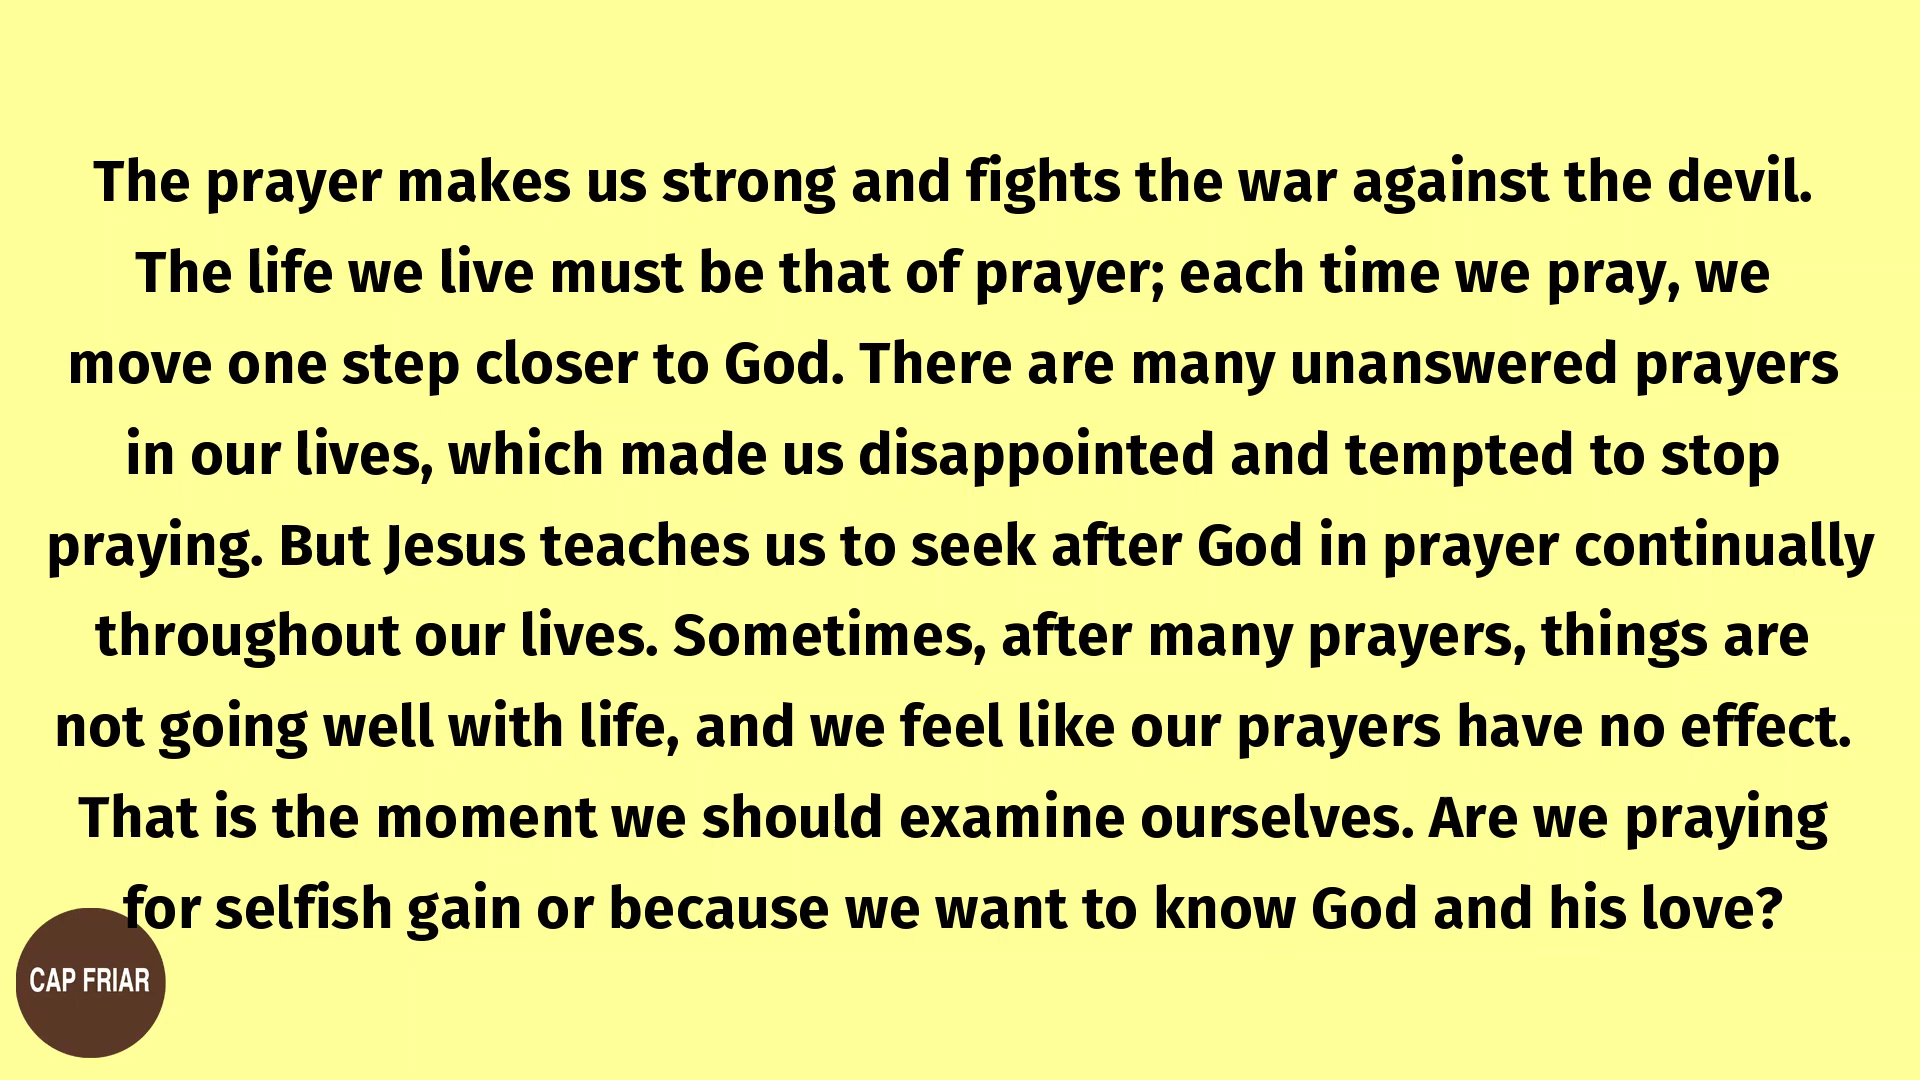 The prayer makes us strong and fights the war against the devil.
The life we live must be that of prayer; each time we pray, we
move one step closer to God. There are many unanswered prayers
in our lives, which made us disappointed and tempted to stop
praying. But Jesus teaches us to seek after God in prayer continually
throughout our lives. Sometimes, after many prayers, things are
not going well with life, and we feel like our prayers have no effect.
That is the moment we should examine ourselves. Are we praying
for selfish gain or because we want to know God and his love?
CAP FRIAR